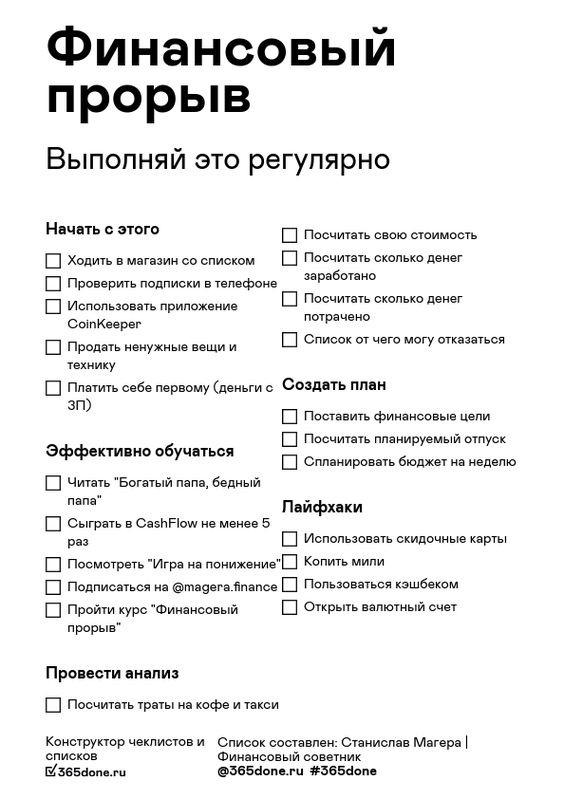 Финансовый
прорыв
Выполняй это регулярно
Начать с этого
Ходить в магазин со списком
Проверить подписки в телефоне
Использовать приложение
CoinKeeper
Продать ненужные вещи и
технику
Платить себе первому (деньги с
ЗП)
Эффективно обучаться
Читать "Богатый папа, бедный
папа"
Сыграть в CashFlow не менее 5
раз
Посмотреть "Игра на понижение"
Подписаться на @magera.finance
Пройти курс "Финансовый
прорыв"
Провести анализ
Посчитать траты на кофе и такси
Посчитать свою стоимость
Посчитать сколько денег
заработано
Посчитать сколько денег
потрачено
Список от чего могу отказаться
Создать план
Поставить финансовые цели
Посчитать планируемый отпуск
Спланировать бюджет на неделю
Лайфхаки
Использовать скидочные карты
Копить мили
Пользоваться кэшбеком
Открыть валютный счет
Конструктор чеклистов и
списков
365done.ru
Список составлен: Станислав Магера |
Финансовый советник
@365done.ru #365done